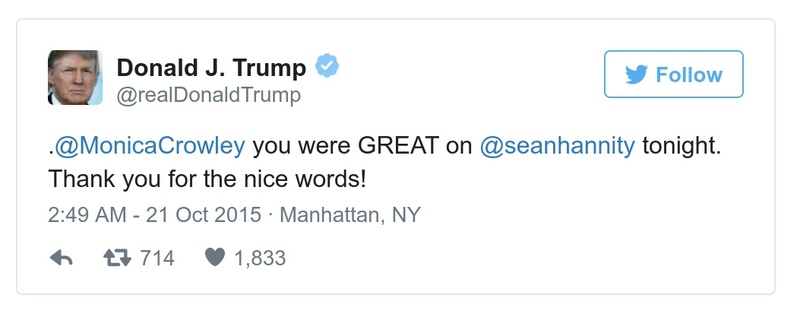 Donald J. Trump
@realDonaldTrump
Follow
.@MonicaCrowley you were GREAT on @seanhannity tonight.
Thank you for the nice words!
2:49 AM - 21 Oct 2015 · Manhattan, NY
714 1,833